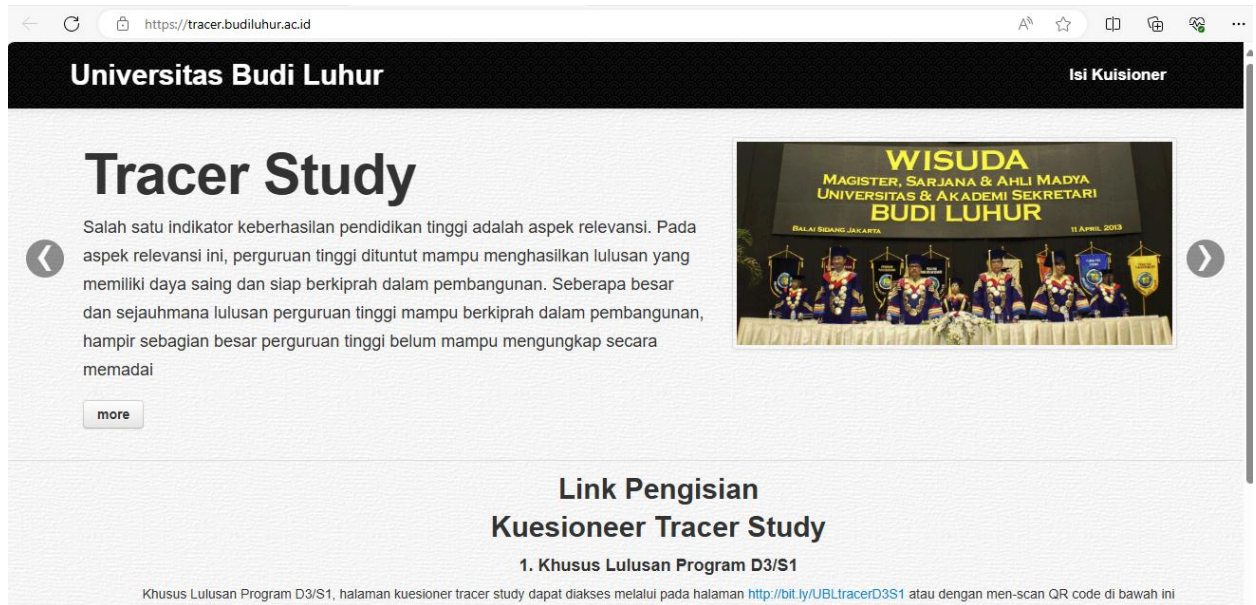 https://tracer.budiluhur.ac.id
Universitas Budi Luhur
Isi Kuisioner
Tracer Study
Salah satu indikator keberhasilan pendidikan tinggi adalah aspek relevansi. Pada
aspek relevansi ini, perguruan tinggi dituntut mampu menghasilkan lulusan yang
memiliki daya saing dan siap berkiprah dalam pembangunan. Seberapa besar
dan sejauhmana lulusan perguruan tinggi mampu berkiprah dalam pembangunan,
hampir sebagian besar perguruan tinggi belum mampu mengungkap secara
memadai
more
WISUDA
MAGISTER, SARJANA & AHLI MADYA
UNIVERSITAS & AKADEMI SEKRETARI
BUDI LUHUR
BALAI SIDANG JAKARTA
11 APRIL 2013
Link Pengisian
Kuesioneer Tracer Study
1. Khusus Lulusan Program D3/S1
Khusus Lulusan Program D3/S1, halaman kuesioner tracer study dapat diakses melalui pada halaman http://bit.ly/UBLtracerD3S1 atau dengan men-scan QR code di bawah ini